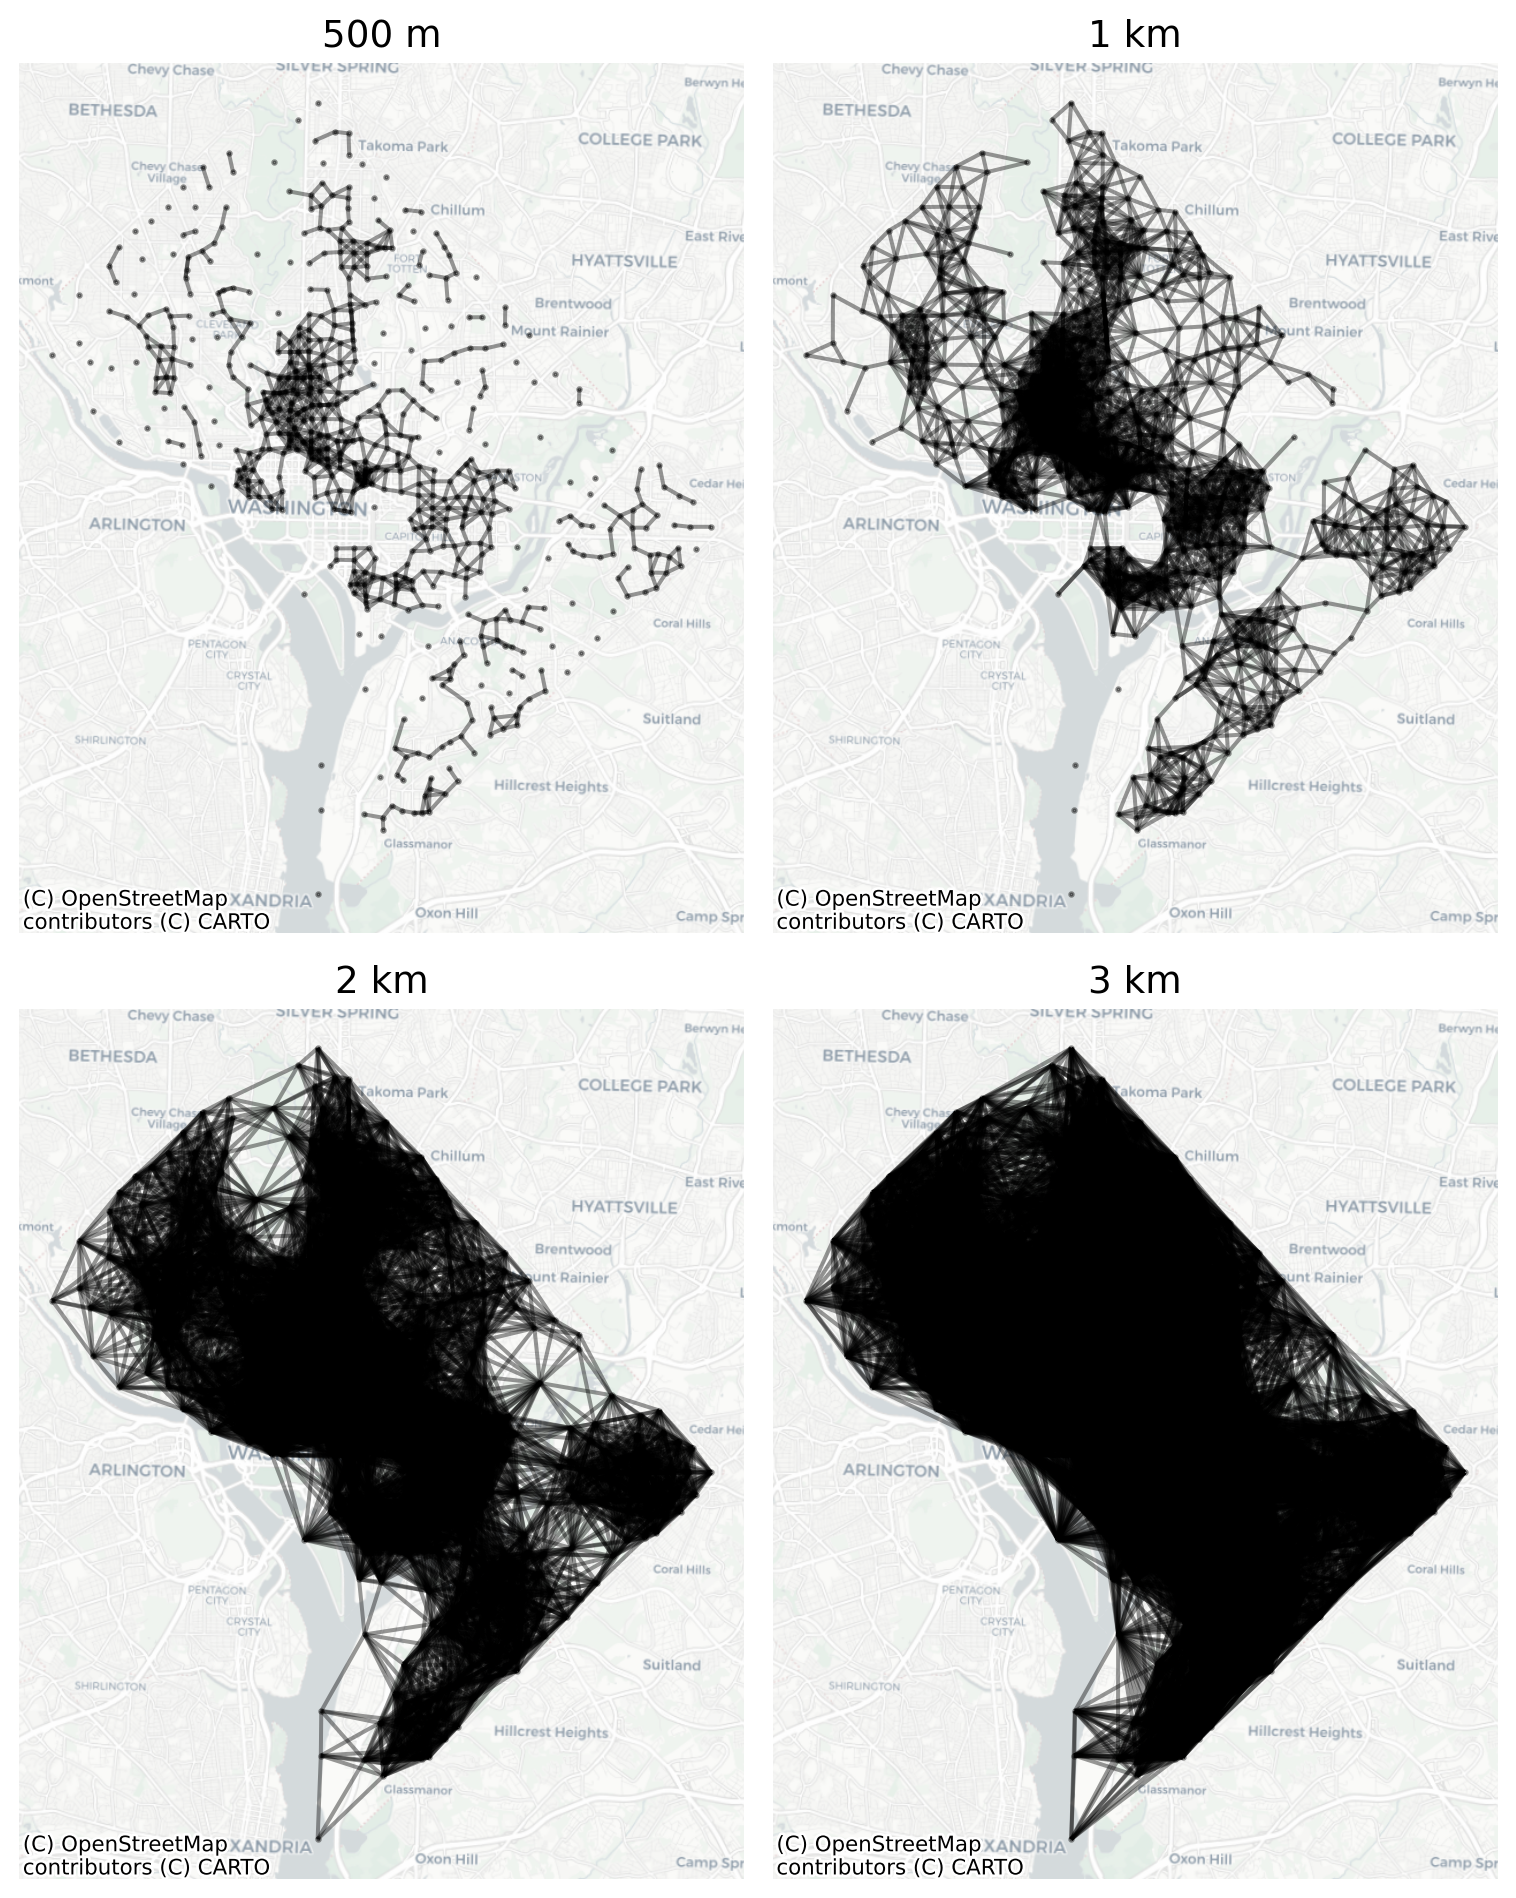 500 m
Chevy Chase
SILVER SPRING
Berwyn He
BETHESDA
COLLEGE PARK
Takoma Park
Chevy Chase
Village
Chillum
East Rive
FORT
TOTTEN
HYATTSVILLE
kmont
Brentwood
CLEVELAND
PARK
Mount Rainier
L
Cedar Hei
WASHINGTON
ARLINGTON
Coral Hills
PENTAGON
CITY
CRYSTAL
CITY
Suitland
SHIRLINGTON
Hillcrest Heights
Glassmanor
XANDRIA
Oxon Hill
Camp Spr
(C) OpenStreetMap
contributors (C) CARTO
1 km
Chevy Chase
SILVER SPRING
Berwyn He
BETHESDA
COLLEGE PARK
Takoma Park
Chevy Chas
Village
Chillum
East Rive
HYATTSVILLE
kmont
Brentwood
Mount Rainier
L
Cedar Hei
WASHINGTON
ARLINGTON
Coral Hills
PENTAGON
CITY
CRYSTAL
CITY
Suitland
SHIRLINGTON
Hillcrest Heights
Glassmanor
XANDRIA
Oxon Hill
Camp Spr
(C) OpenStreetMap
contributors (C) CARTO
2 km
Chevy Chase
SILVER SPRING
Berwyn He
BETHESDA
COLLEGE PARK
Takoma Park
Chevy Chas
Village
Chillum
East Rive
HYATTSVILLE
kmont
Brentwood
unt Rainier
L
Cedar Hei
WAS
ARLINGTON
Coral Hills
PENTAGON
CITY
CRYSTAL
CITY
Suitland
SHIRLINGTON
Hillcrest Heights
Glassmanor
XANDRIA
Oxon Hill
Camp Spr
(C) OpenStreetMap
contributors (C) CARTO
3 km
Chevy Chase
SILVER SPRING
Berwyn He
BETHESDA
COLLEGE PARK
Takoma Park
Chevy Chas
Village
Chillum
East Rive
HYATTSVILLE
kmont
Brentwood
unt Rainier
L
Cedar Hei
WA
ARLINGTON
Coral Hills
PENTAGON
CITY
CRYSTAL
CITY
Suitland
SHIRLINGTON
Hillcrest Heights
Glassmanor
XANDRIA
Oxon Hill
Camp Spr
(C) OpenStreetMap
contributors (C) CARTO